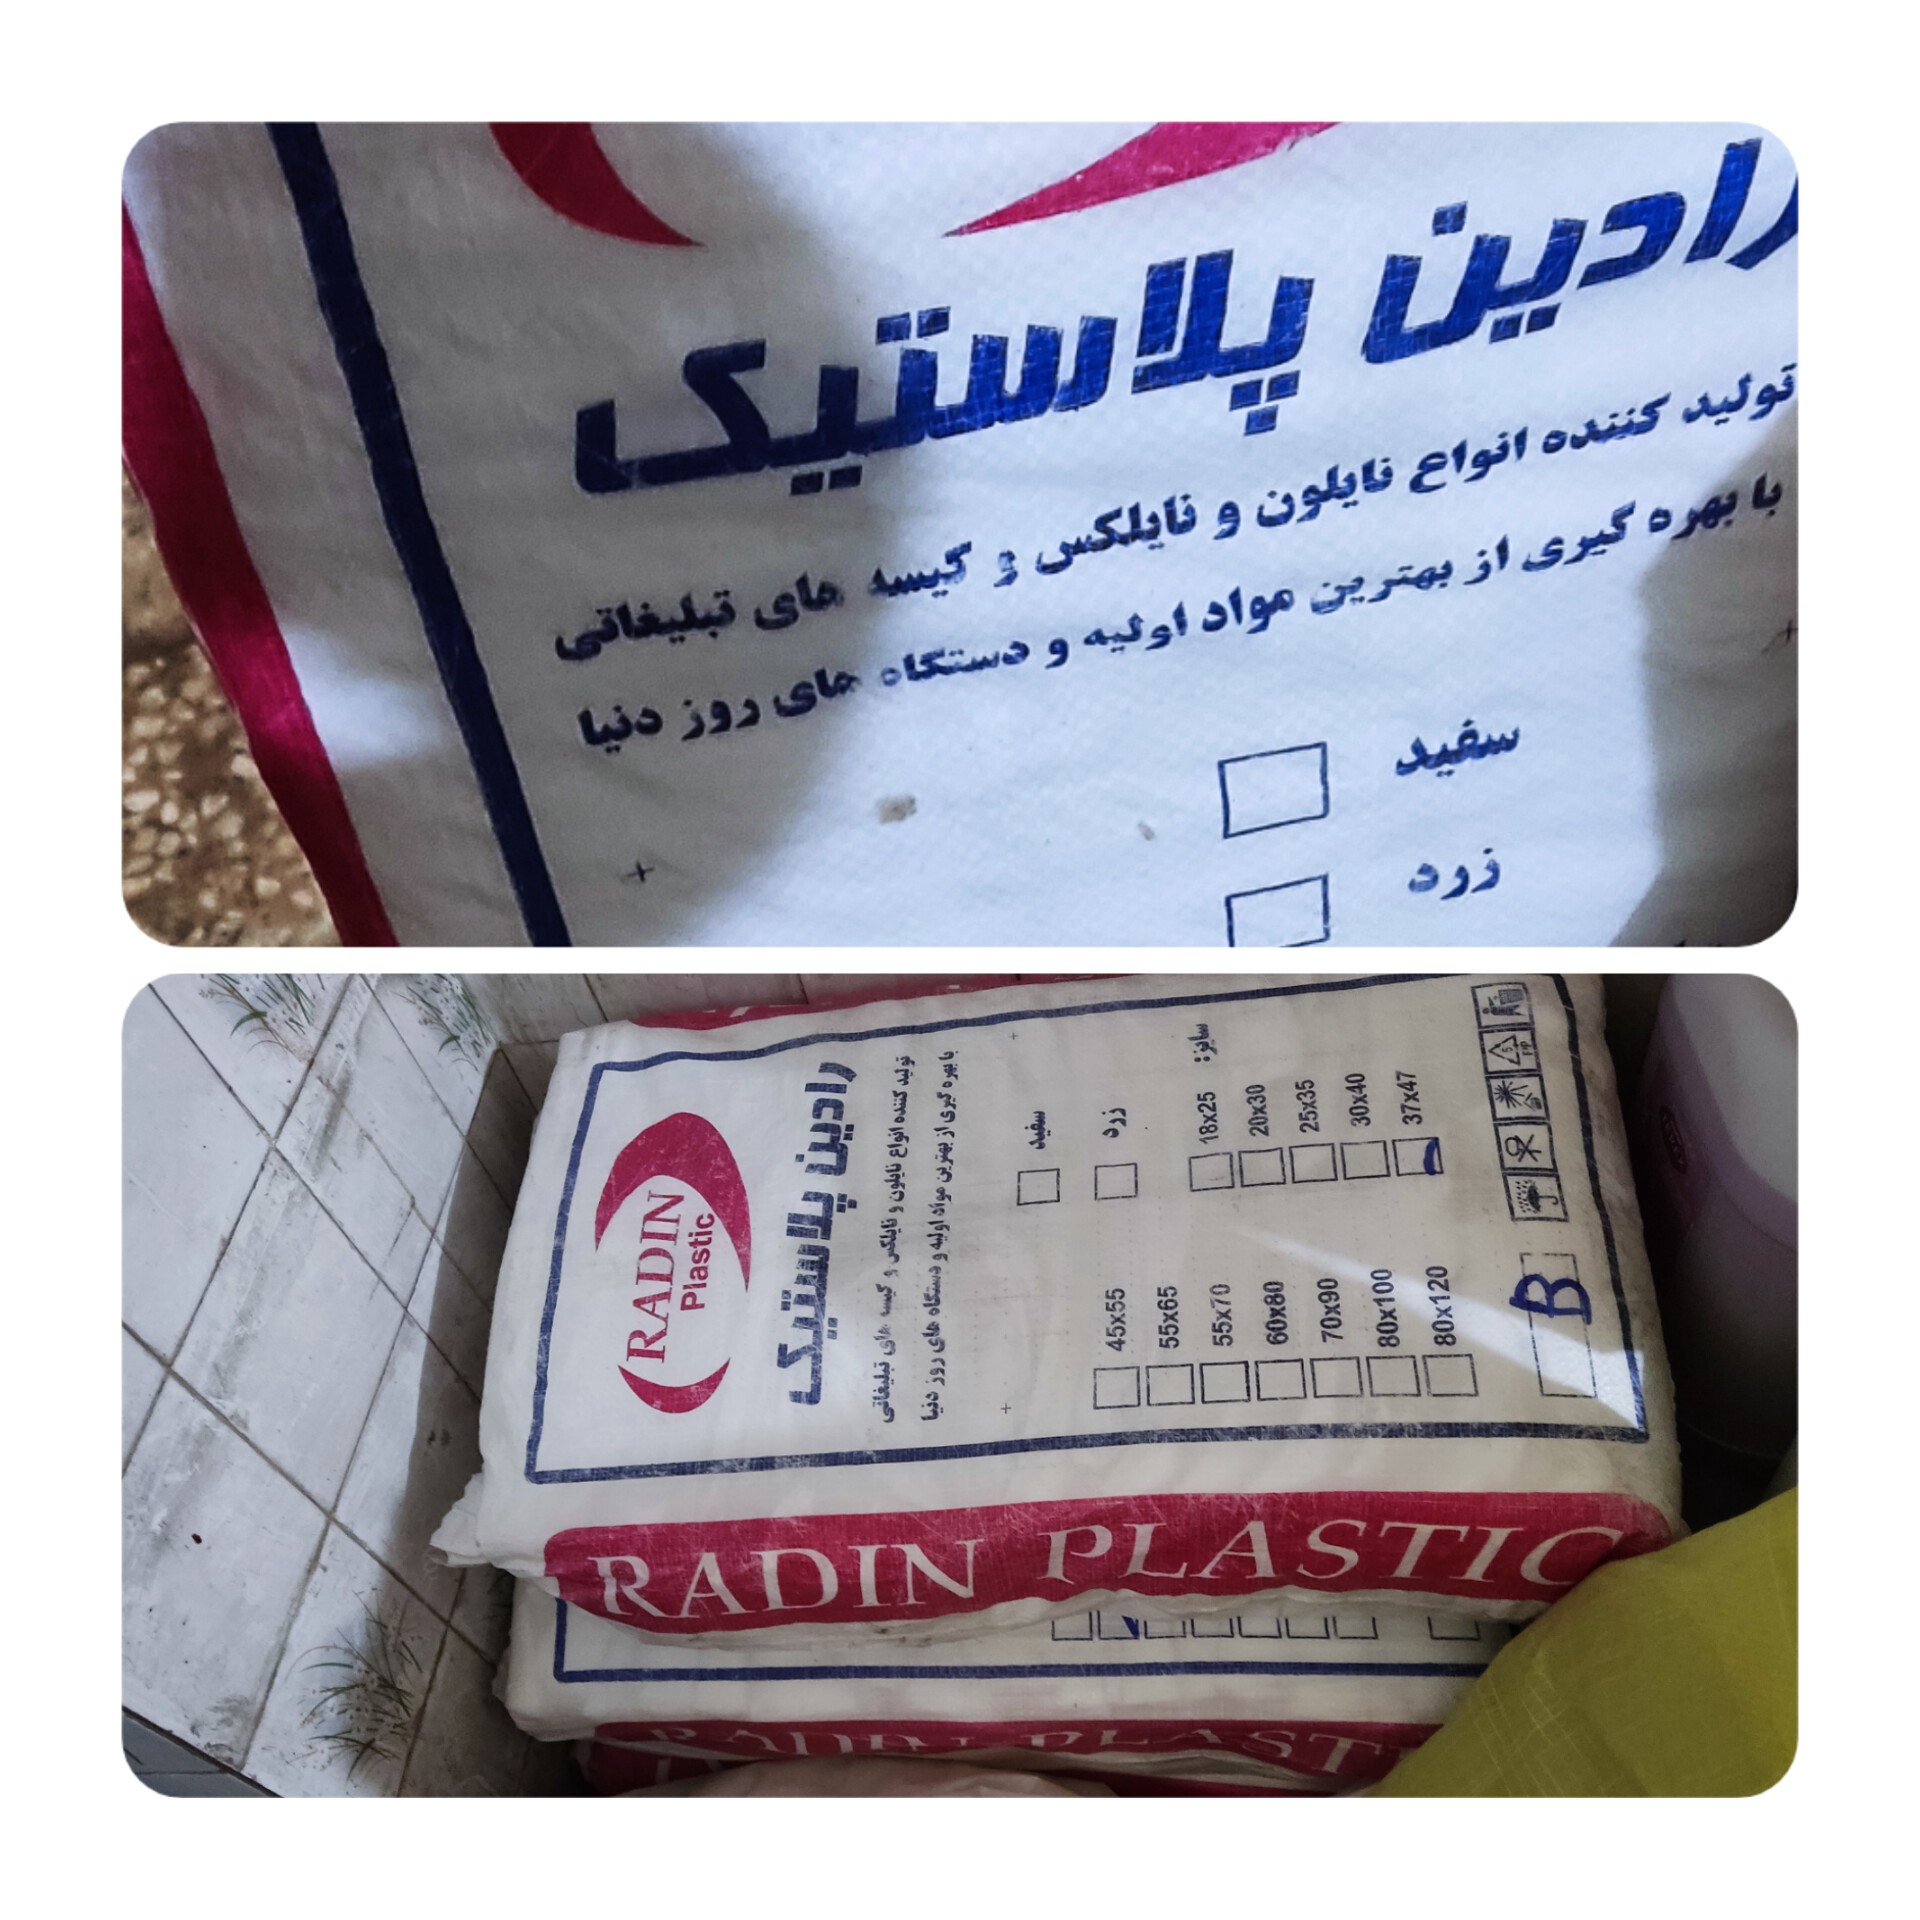 رادین پلاستیک
تولید کننده انواع نایلون و نایلکس و کیسه های تبلیغاتی
با بهره گیری از بهترین مواد اولیه و دستگاه های روز دنیا
سفید
زرد
RADIN
Plastic
رادین پلاستیک
تولید کننده انواع نایلون و نایلکس و کیسه های تبلیغاتی
با بهره گیری از بهترین مواد اولیه و دستگاه های روز دنیا
سفید
زرد
سایز:
18x25
20x30
25x35
30x40
37x47
45x55
55x65
55x70
60x80
70x90
80x100
80x120
B
RADIN PLASTIC
RADIN PLAST